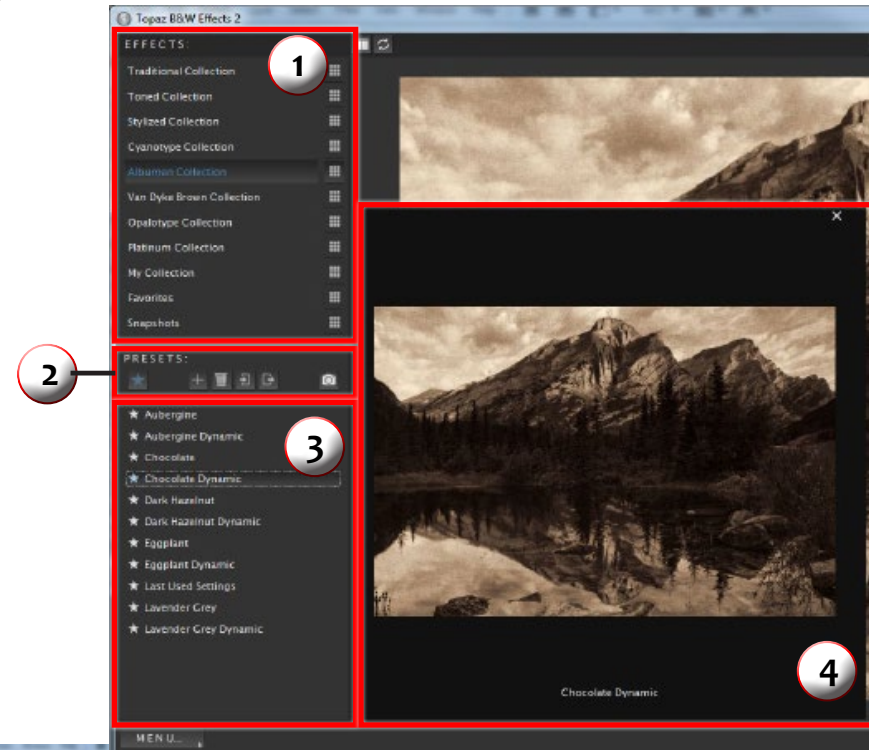 Topaz B&W Effects 2
EFFECTS:
1
Traditional Collection
Toned Collection
Stylized Collection
Cyanotype Collection
Albumen Collection
Van Dyke Brown Collection
Opalotype Collection
Platinum Collection
My Collection
Favorites
Snapshots
2
PRESETS:
3
Aubergine
Aubergine Dynamic
Chocolate
Chocolate Dynamic
Dark Hazelnut
Dark Hazelnut Dynamic
Eggplant
Eggplant Dynamic
Last Used Settings
Lavender Grey
Lavender Grey Dynamic
4
Chocolate Dynamic
MENU...